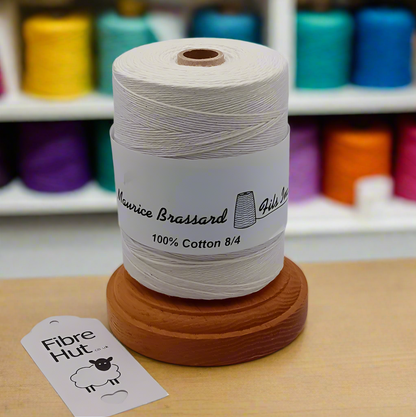 Maurice Brassard Fils Inc
100% Cotton 8/4
Fibre
Hut